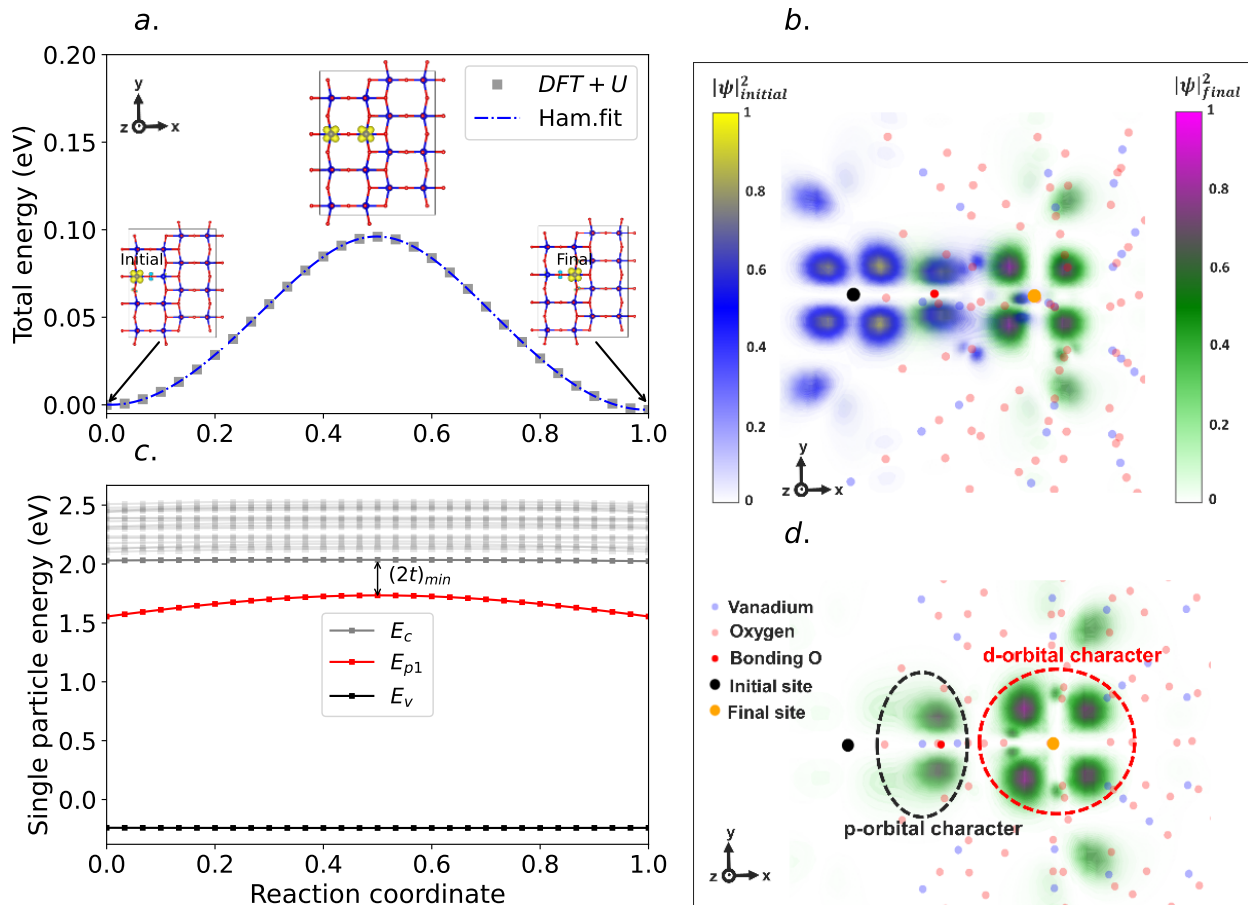 a.
Total energy (eV)
0.20
0.15
0.10
0.05
0.00
y
z x
DFT + U
Ham.fit
Initial
Final
0.0 0.2 0.4 0.6 0.8 1.0
b.
|ψ|²initial
1
0.8
0.6
0.4
0.2
0
|ψ|²final
1
0.8
0.6
0.4
0.2
0
y
z x
c.
Single particle energy (eV)
2.5
2.0
1.5
1.0
0.5
0.0
(2t)min
Ec
Ep1
Ev
0.0 0.2 0.4 0.6 0.8 1.0
Reaction coordinate
d.
Vanadium
Oxygen
Bonding O
Initial site
Final site
d-orbital character
p-orbital character
y
z x